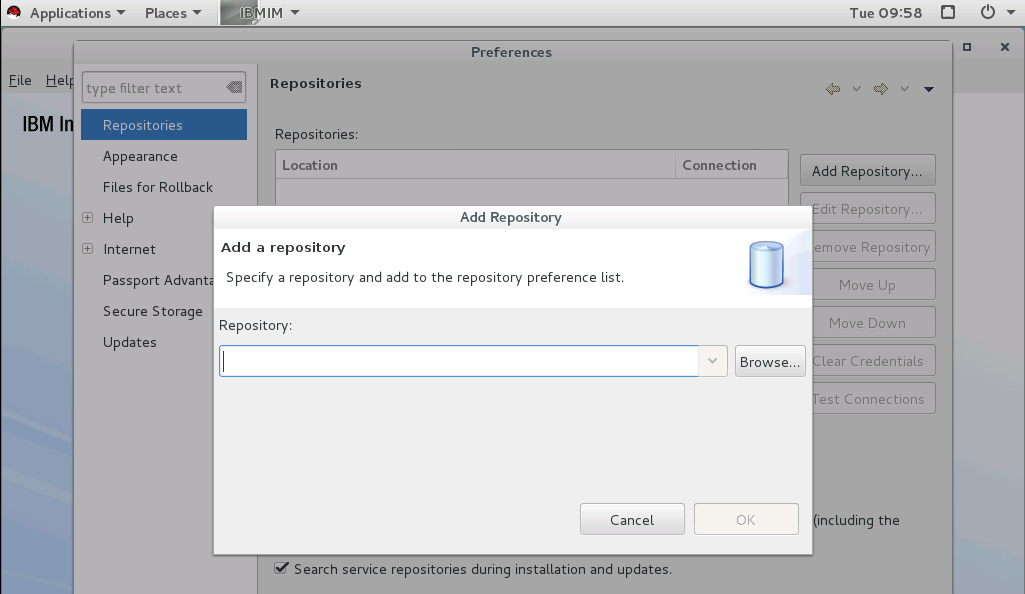 Applications Places IBMIM Tue 09:58
Preferences
File Help
type filter text
Repositories
IBM In
Repositories
Appearance
Files for Rollback
Help
Internet
Passport Advanta
Secure Storage
Updates
Repositories:
Location Connection
Add Repository...
Edit Repository...
emove Repository
Move Up
Move Down
Clear Credentials
Test Connections
Add Repository
Add a repository
Specify a repository and add to the repository preference list.
Repository:
Browse...
Cancel OK
(including the
Search service repositories during installation and updates.